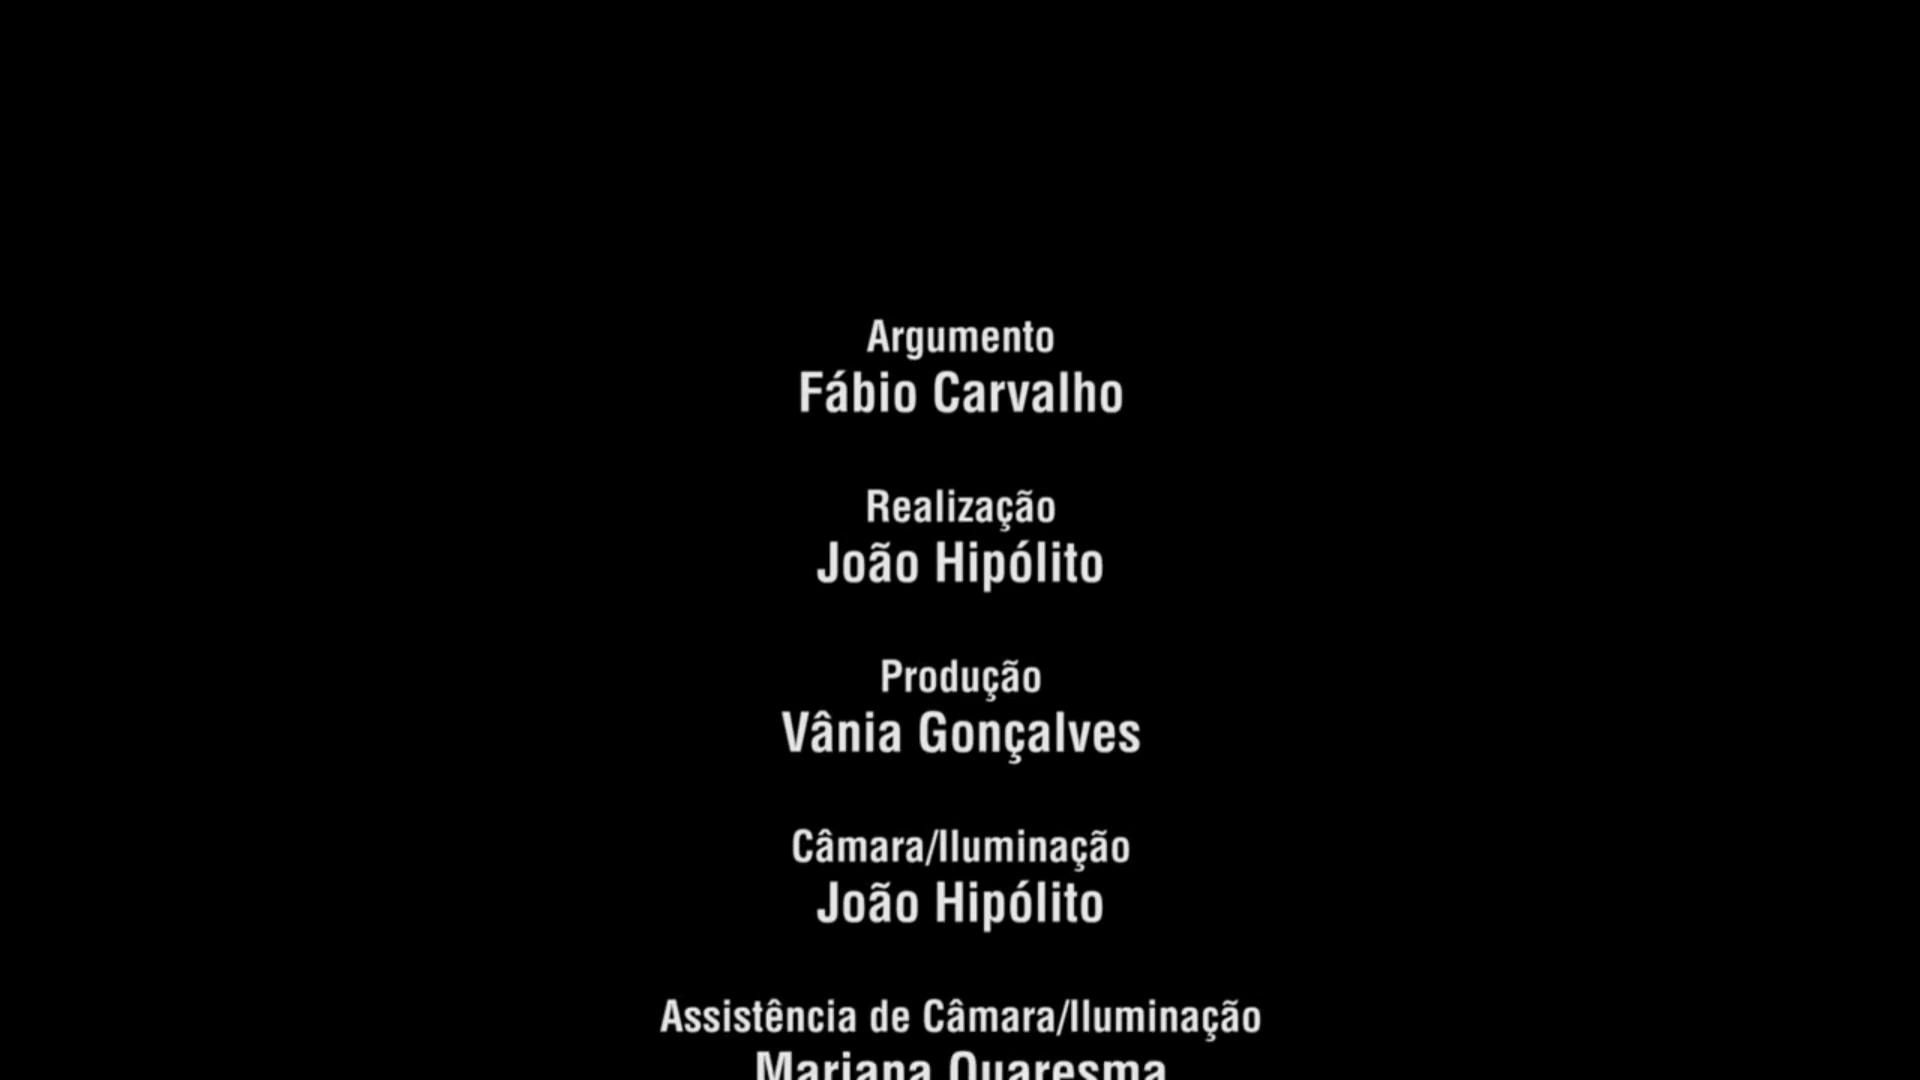 Argumento
Fábio Carvalho
Realização
João Hipólito
Produção
Vânia Gonçalves
Câmara/Iluminação
João Hipólito
Assistência de Câmara/Iluminação
Mariana Quaresma